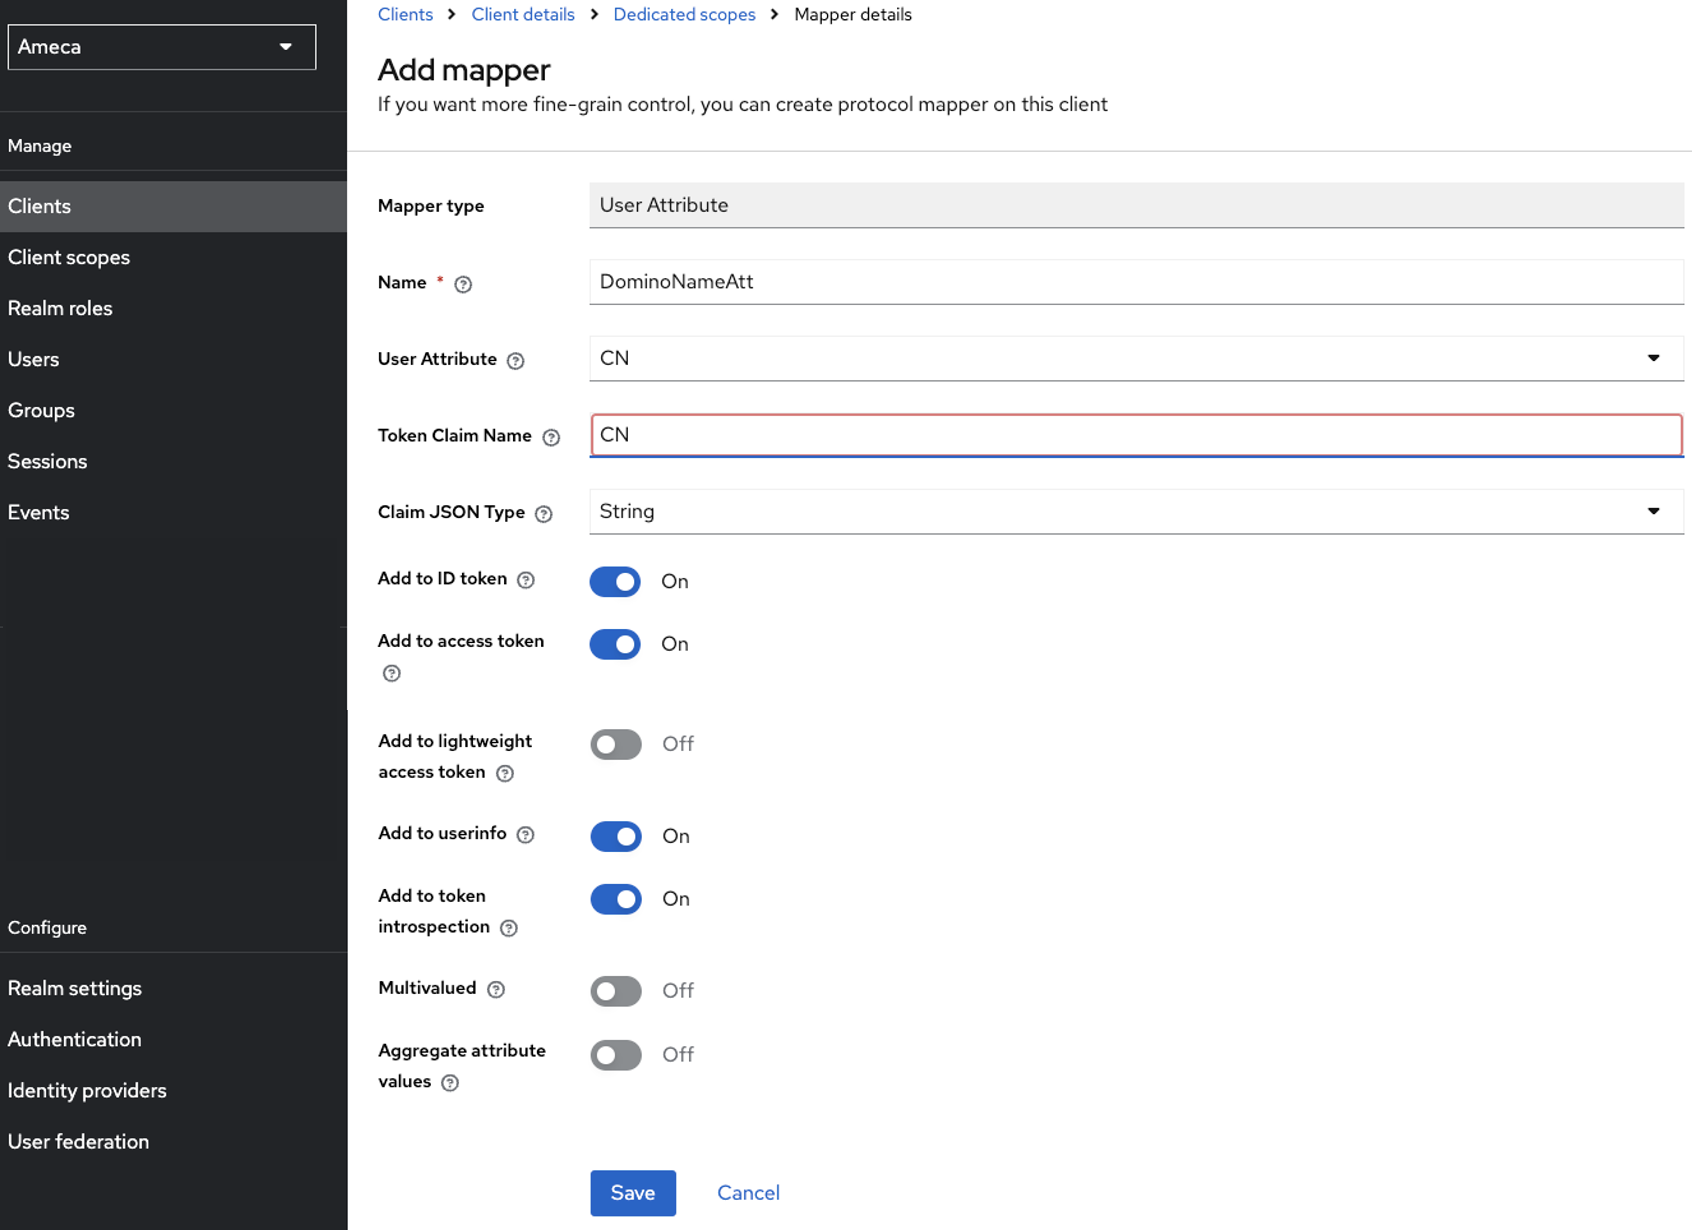 Ameca
Manage
Clients
Client scopes
Realm roles
Users
Groups
Sessions
Events
Configure
Realm settings
Authentication
Identity providers
User federation
Clients > Client details > Dedicated scopes > Mapper details
Add mapper
If you want more fine-grain control, you can create protocol mapper on this client
Mapper type User Attribute
Name * DominoNameAtt
User Attribute CN
Token Claim Name CN
Claim JSON Type String
Add to ID token On
Add to access token On
Add to lightweight
access token Off
Add to userinfo On
Add to token
introspection On
Multivalued Off
Aggregate attribute
values Off
Save Cancel